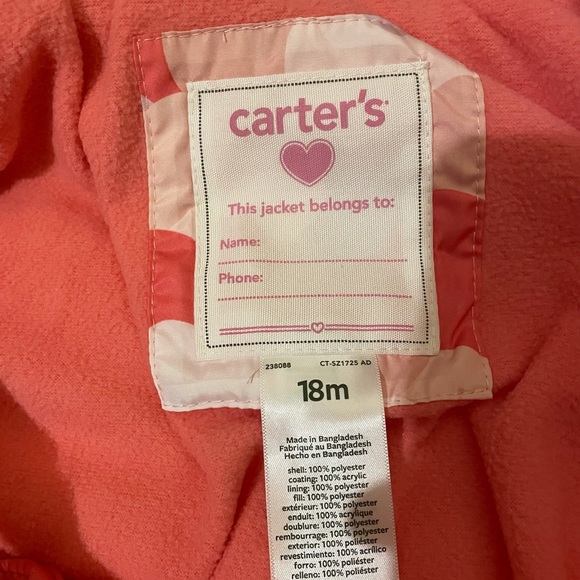 carter's
This jacket belongs to:
Name:
Phone:
238088 CT-SZ1725 AD
18m
Made in Bangladesh
Fabriqué au Bangladesh
Hecho en Bangladesh
shell: 100% polyester
coating: 100% acrylic
lining: 100% polyester
fill: 100% polyester
extérieur: 100% polyester
enduit: 100% acrylique
doublure: 100% polyester
rembourrage: 100% polyester
exterior: 100% poliéster
revestimiento: 100% acrílico
forro: 100% poliéster
relleno: 100% poliéster